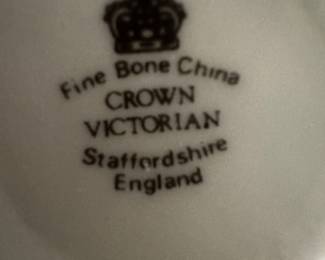 Fine Bone China
CROWN
VICTORIAN
Staffordshire
England